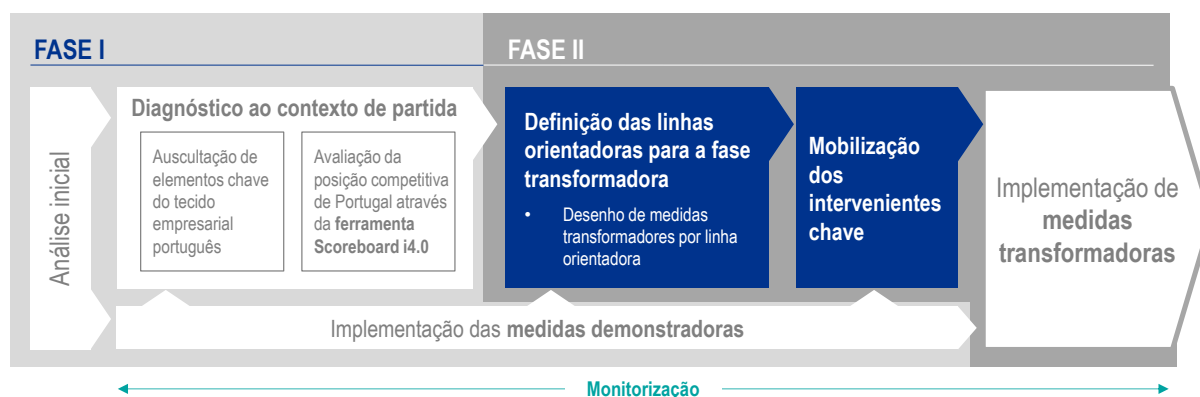 FASE I
FASE II
Análise inicial
Diagnóstico ao contexto de partida
Auscultação de
elementos chave
do tecido
empresarial
português
Avaliação da
posição competitiva
de Portugal através
da ferramenta
Scoreboard i4.0
Definição das linhas
orientadoras para a fase
transformadora
• Desenho de medidas
transformadores por linha
orientadora
Mobilização
dos
intervenientes
chave
Implementação de
medidas
transformadoras
Implementação das medidas demonstradoras
Monitorização